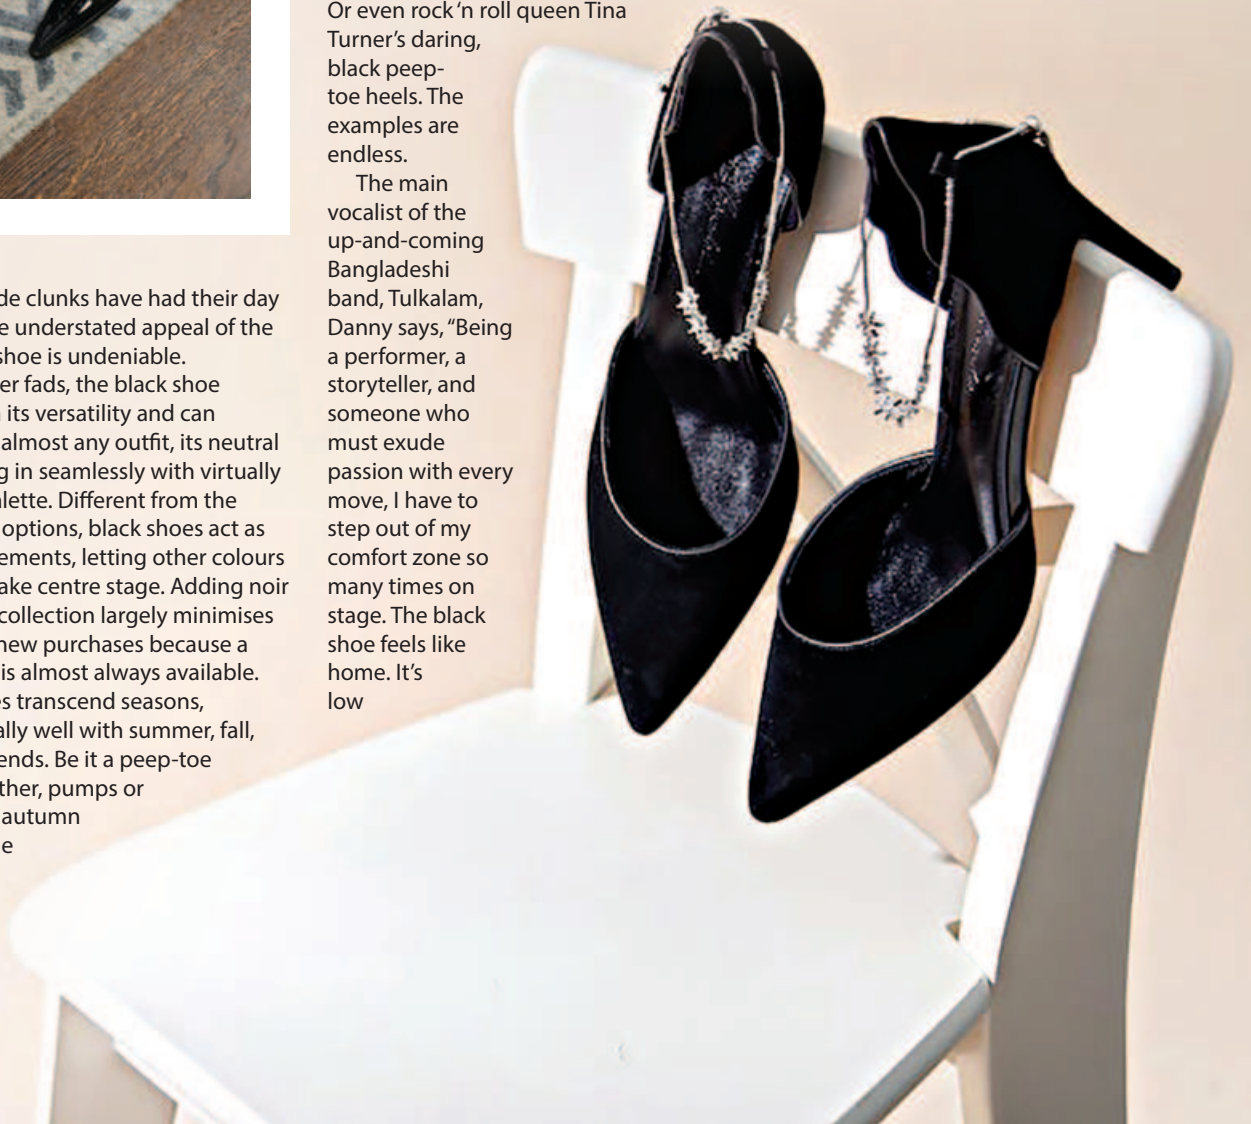 de clunks have had their day
e understated appeal of the
shoe is undeniable.
er fads, the black shoe
its versatility and can
almost any outfit, its neutral
g in seamlessly with virtually
lette. Different from the
options, black shoes act as
ements, letting other colours
ake centre stage. Adding noir
collection largely minimises
new purchases because a
is almost always available.
es transcend seasons,
ally well with summer, fall,
ends. Be it a peep-toe
ther, pumps or
autumn
e
Or even rock ‘n roll queen Tina
Turner’s daring,
black peep-
toe heels. The
examples are
endless.
The main
vocalist of the
up-and-coming
Bangladeshi
band, Tulkalam,
Danny says, “Being
a performer, a
storyteller, and
someone who
must exude
passion with every
move, I have to
step out of my
comfort zone so
many times on
stage. The black
shoe feels like
home. It’s
low